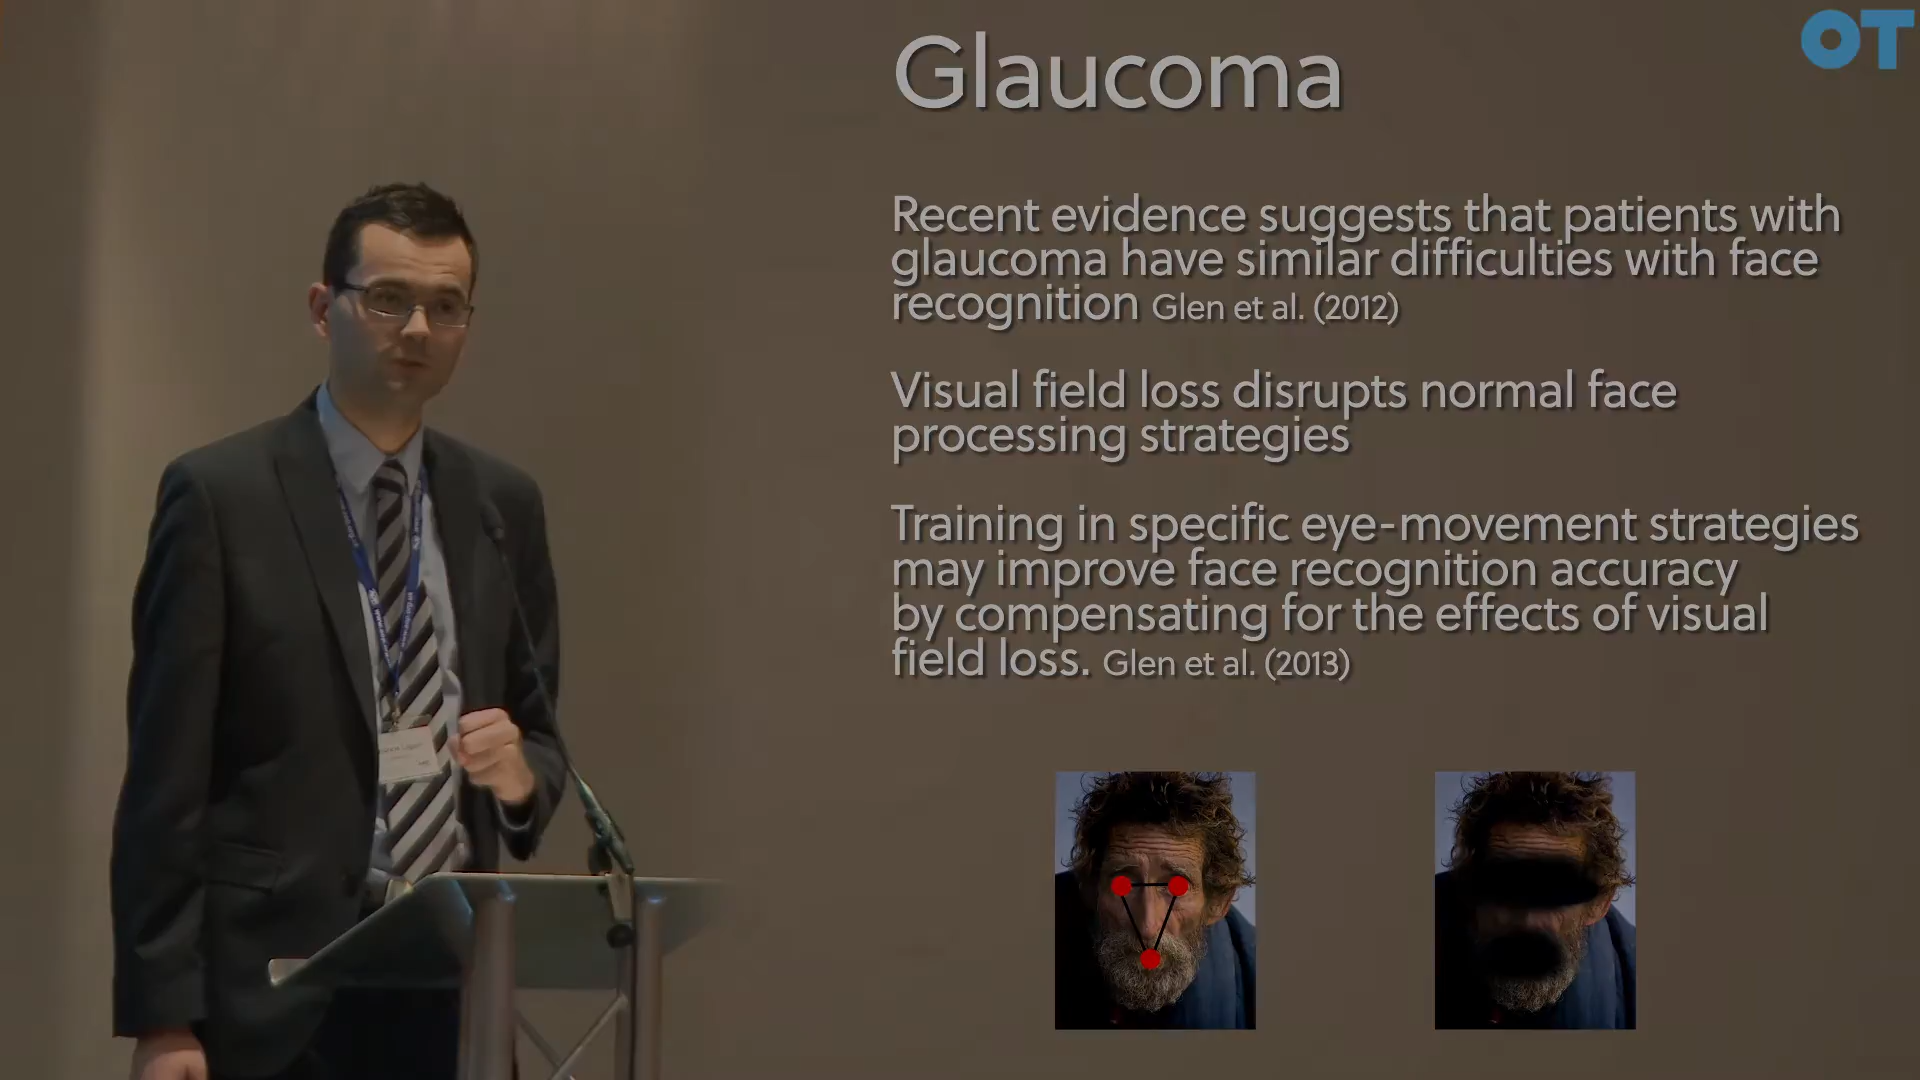 OT
Glaucoma
Recent evidence suggests that patients with
glaucoma have similar difficulties with face
recognition Glen et al. (2012)
Visual field loss disrupts normal face
processing strategies
Training in specific eye-movement strategies
may improve face recognition accuracy
by compensating for the effects of visual
field loss. Glen et al. (2013)